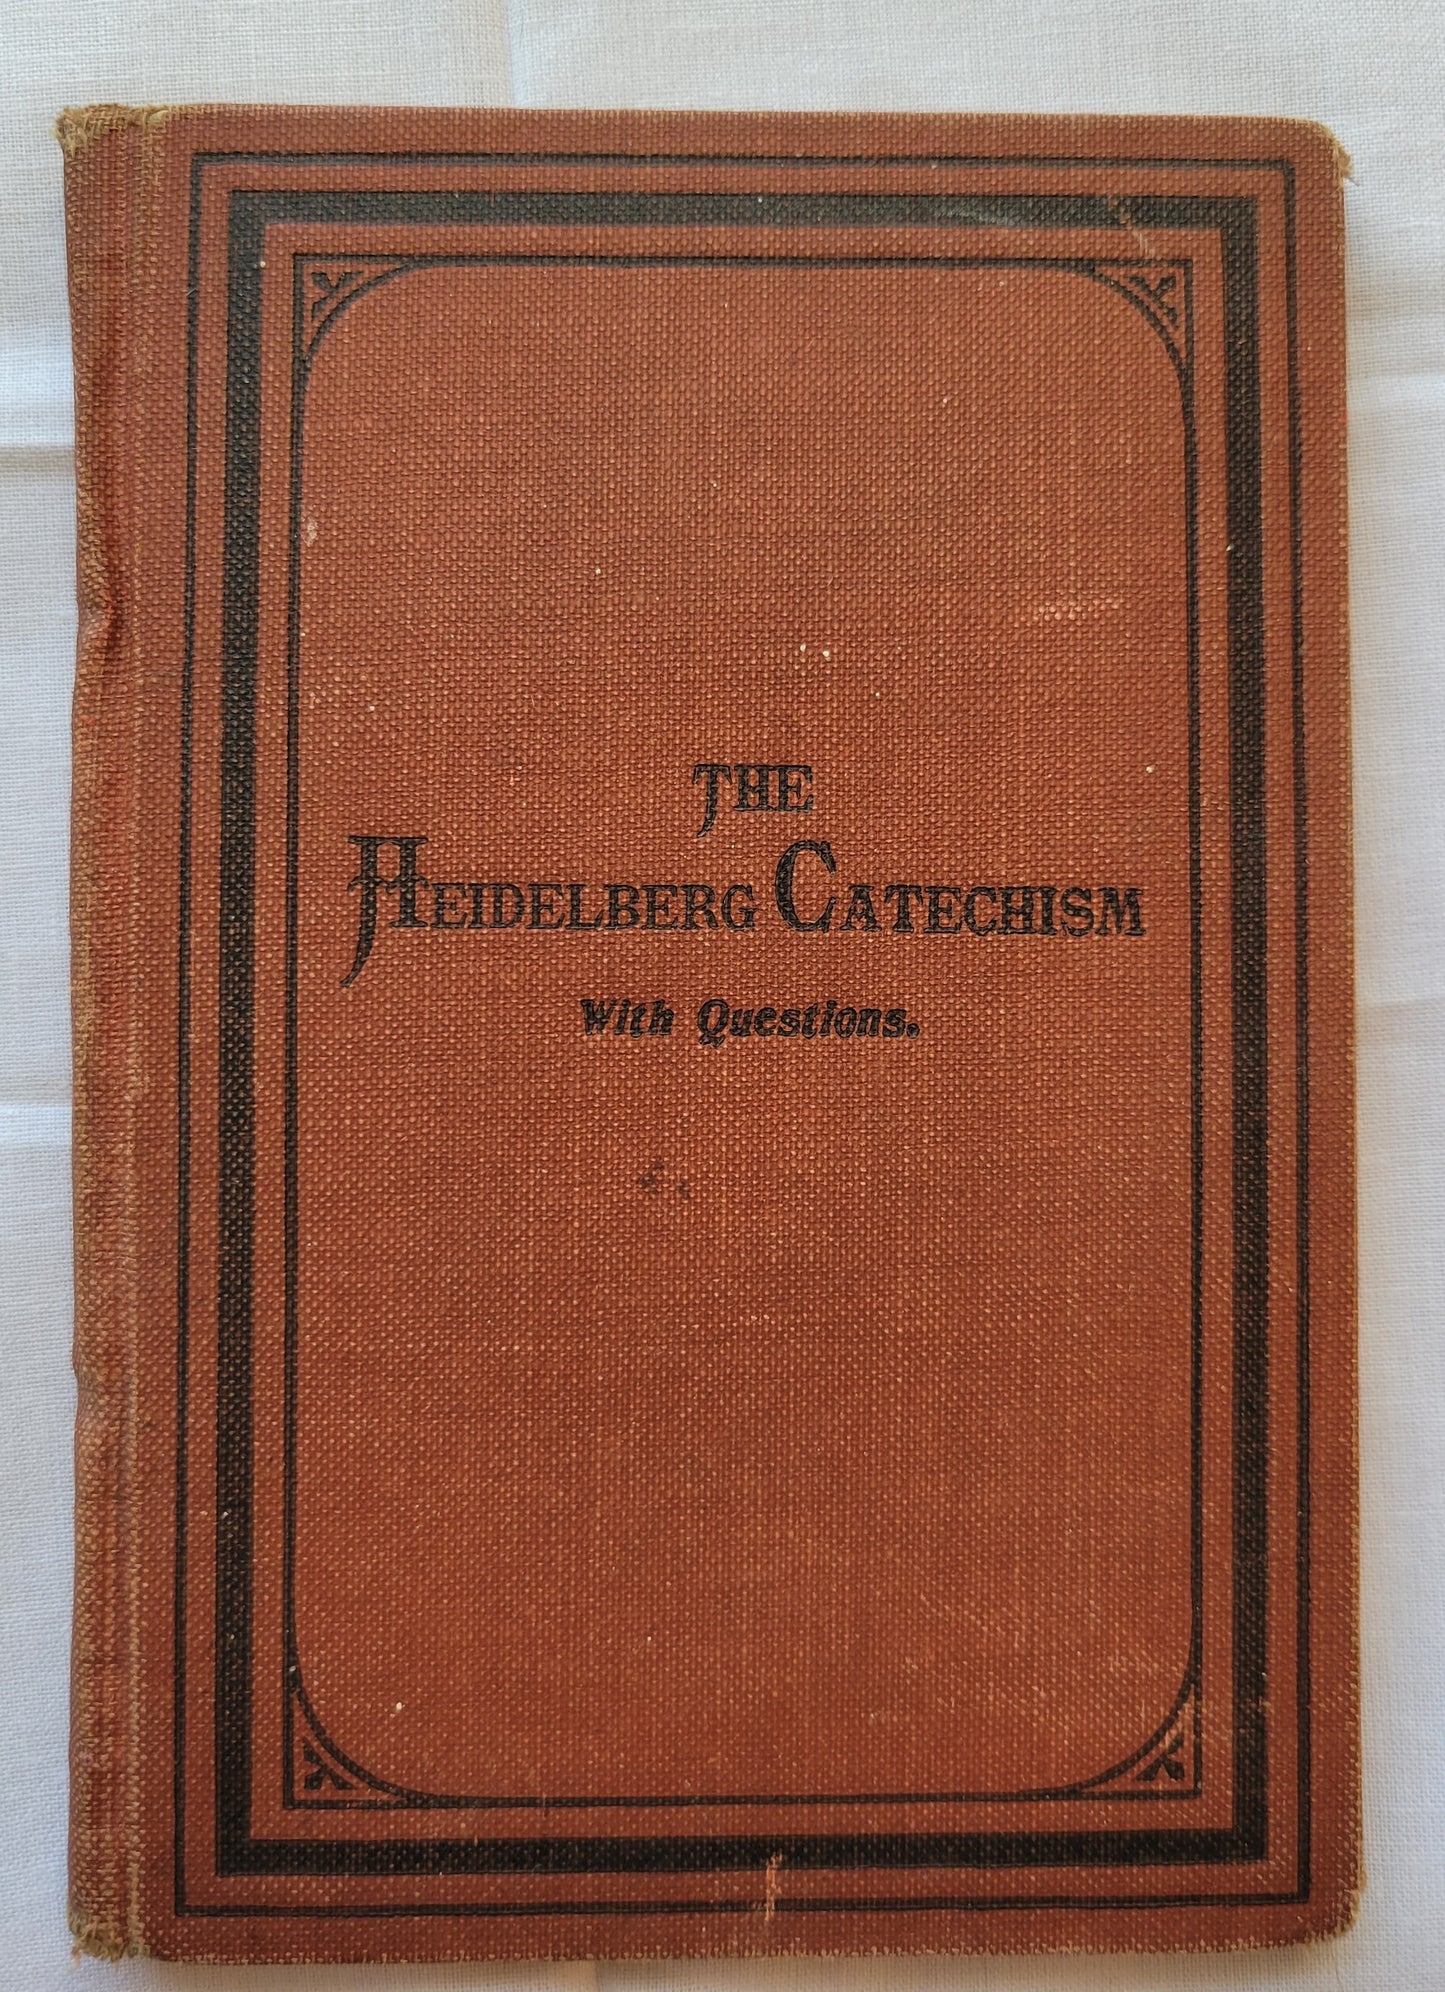 THE
HEIDELBERG CATECHISM
With Questions.